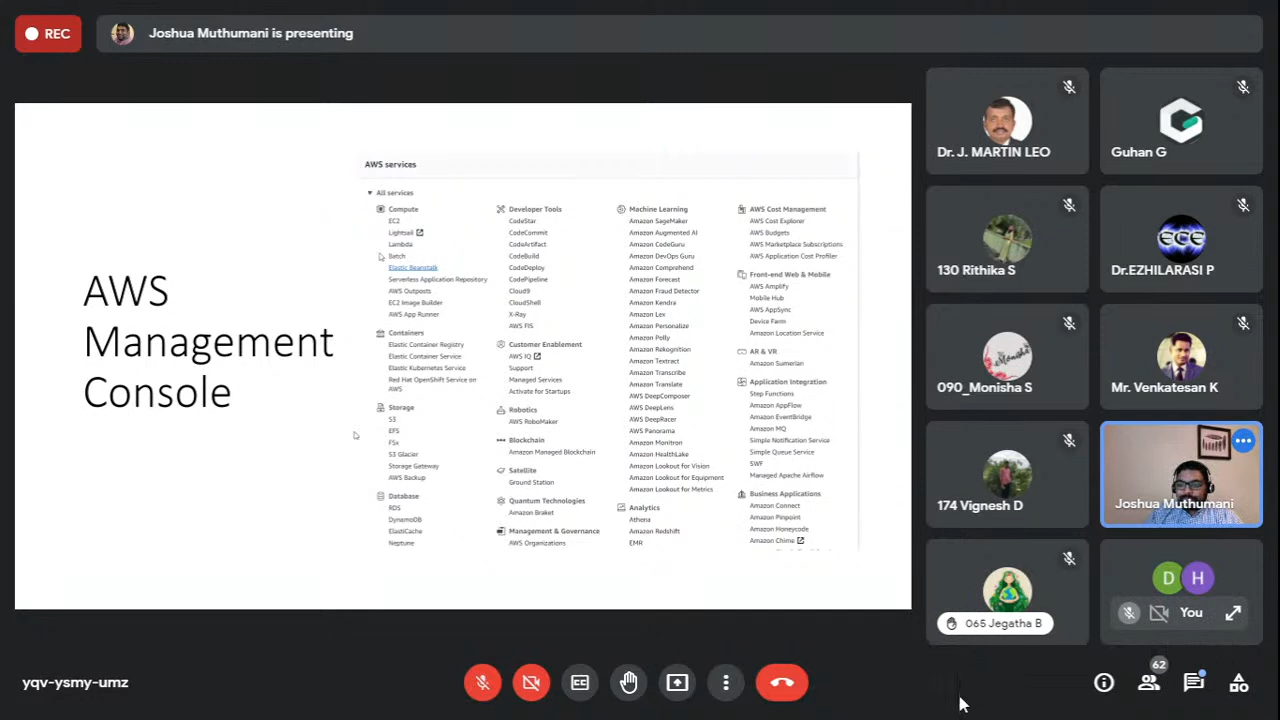 REC
Joshua Muthumani is presenting
AWS
Management
Console
AWS services
All services
Compute
EC2
Lightsail
Lambda
Batch
Elastic Beanstalk
Serverless Application Repository
AWS Outposts
EC2 Image Builder
AWS App Runner
Containers
Elastic Container Registry
Elastic Container Service
Elastic Kubernetes Service
Red Hat OpenShift Service on
AWS
Storage
S3
EFS
FSx
S3 Glacier
Storage Gateway
AWS Backup
Database
RDS
DynamoDB
ElastiCache
Neptune
Developer Tools
CodeStar
CodeCommit
CodeArtifact
CodeBuild
CodeDeploy
CodePipeline
Cloud9
CloudShell
X-Ray
AWS FIS
Customer Enablement
AWS IQ
Support
Managed Services
Activate for Startups
Robotics
AWS RoboMaker
Blockchain
Amazon Managed Blockchain
Satellite
Ground Station
Quantum Technologies
Amazon Braket
Management & Governance
AWS Organizations
Machine Learning
Amazon SageMaker
Amazon Augmented AI
Amazon CodeGuru
Amazon DevOps Guru
Amazon Comprehend
Amazon Forecast
Amazon Fraud Detector
Amazon Kendra
Amazon Lex
Amazon Personalize
Amazon Polly
Amazon Rekognition
Amazon Textract
Amazon Transcribe
Amazon Translate
AWS DeepComposer
AWS DeepLens
AWS DeepRacer
AWS Panorama
Amazon Monitron
Amazon HealthLake
Amazon Lookout for Vision
Amazon Lookout for Equipment
Amazon Lookout for Metrics
Analytics
Athena
Amazon Redshift
EMR
AWS Cost Management
AWS Cost Explorer
AWS Budgets
AWS Marketplace Subscriptions
AWS Application Cost Profiler
Front-end Web & Mobile
AWS Amplify
Mobile Hub
AWS AppSync
Device Farm
Amazon Location Service
AR & VR
Amazon Sumerian
Application Integration
Step Functions
Amazon AppFlow
Amazon EventBridge
Amazon MQ
Simple Notification Service
Simple Queue Service
SWF
Managed Apache Airflow
Business Applications
Amazon Connect
Amazon Pinpoint
Amazon Honeycode
Amazon Chime
Dr. J. MARTIN LEO
Guhan G
130 Rithika S
M.EZHILARASI P
090_Monisha S
Mr. Venkatesan K
174 Vignesh D
Joshua Muthumani
065 Jegatha B
D H
You
yqv-ysmy-umz
CC
62